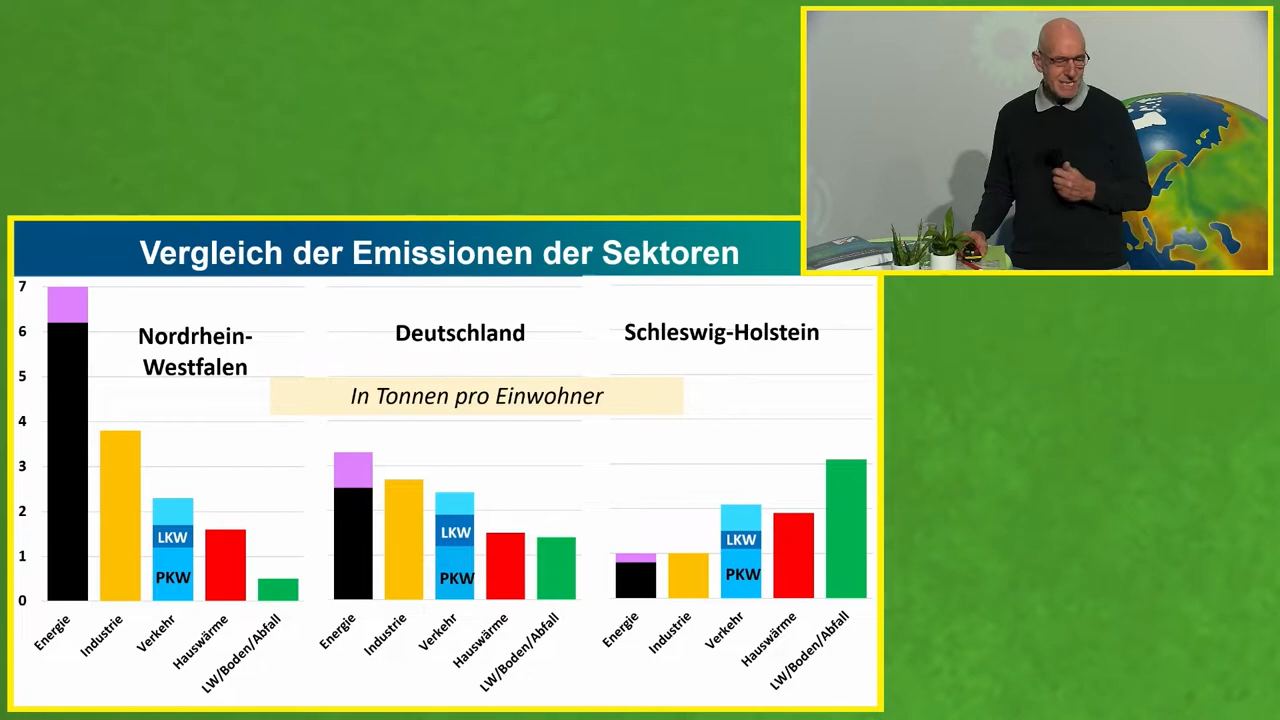 Vergleich der Emissionen der Sektoren
7
6
5
4
3
2
1
0
Nordrhein-
Westfalen
Deutschland
Schleswig-Holstein
In Tonnen pro Einwohner
LKW
PKW
LKW
PKW
LKW
PKW
Energie
Industrie
Verkehr
Hauswärme
LW/Boden/Abfall
Energie
Industrie
Verkehr
Hauswärme
LW/Boden/Abfall
Energie
Industrie
Verkehr
Hauswärme
LW/Boden/Abfall